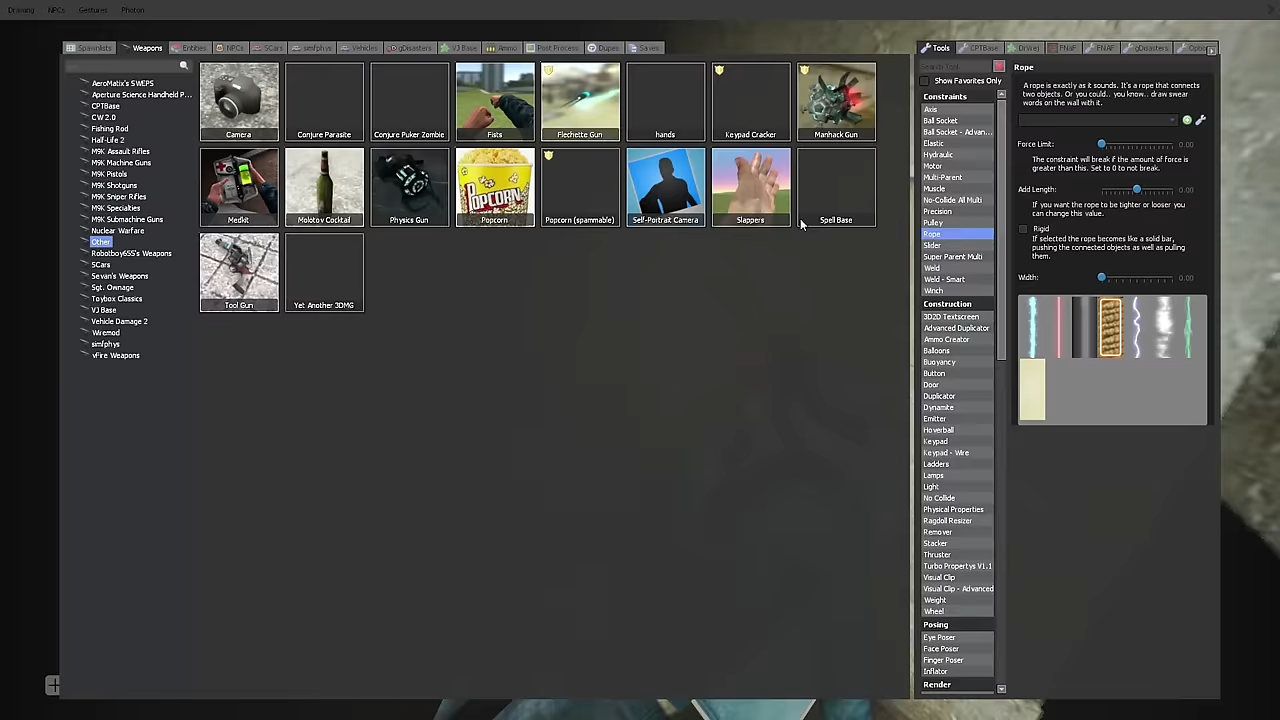 Drawing NPCs Gestures Photon
Spawnlists Weapons Entities NPCs SCars simfphys Vehicles gDisasters VJ Base Ammo Post Process Dupes Saves
AeroMatix's SWEPS
Aperture Science Handheld P...
CPTBase
CW 2.0
Fishing Rod
Half-Life 2
M9K Assault Rifles
M9K Machine Guns
M9K Pistols
M9K Shotguns
M9K Sniper Rifles
M9K Specialties
M9K Submachine Guns
Nuclear Warfare
Other
Robotboy655's Weapons
SCars
Sevan's Weapons
Sgt. Ownage
Toybox Classics
VJ Base
Vehicle Damage 2
Wiremod
simfphys
vFire Weapons
Camera Conjure Parasite Conjure Puker Zombie Fists Flechette Gun hands Keypad Cracker Manhack Gun
Medkit Molotov Cocktail Physics Gun Popcorn Popcorn (spammable) Self-Portrait Camera Slappers Spell Base
POPCORN
Tool Gun Yet Another 3DMG
Tools CPTBase FNaF FNAF gDisasters
Search Tool
Show Favorites Only
Constraints
Axis
Ball Socket
Ball Socket - Advan...
Elastic
Hydraulic
Motor
Multi-Parent
Muscle
No-Collide All Multi
Precision
Pulley
Rope
Slider
Super Parent Multi
Weld
Weld - Smart
Winch
Construction
3D2D Textscreen
Advanced Duplicator
Ammo Creator
Balloons
Buoyancy
Button
Door
Duplicator
Dynamite
Emitter
Hoverball
Keypad
Keypad - Wire
Ladders
Lamps
Light
No Collide
Physical Properties
Ragdoll Resizer
Remover
Stacker
Thruster
Turbo Propertys V1.1
Visual Clip
Visual Clip - Advanced
Weight
Wheel
Posing
Eye Poser
Face Poser
Finger Poser
Inflator
Render
Rope
A rope is exactly as it sounds. It's a rope that connects
two objects. Or you could.. you know.. draw swear
words on the wall with it.
Force Limit: 0.00
The constraint will break if the amount of force is
greater than this. Set to 0 to not break.
Add Length: 0.00
If you want the rope to be tighter or looser you
can change this value.
Rigid
If selected the rope becomes like a solid bar,
pushing the connected objects as well as pulling
them.
Width: 0.00